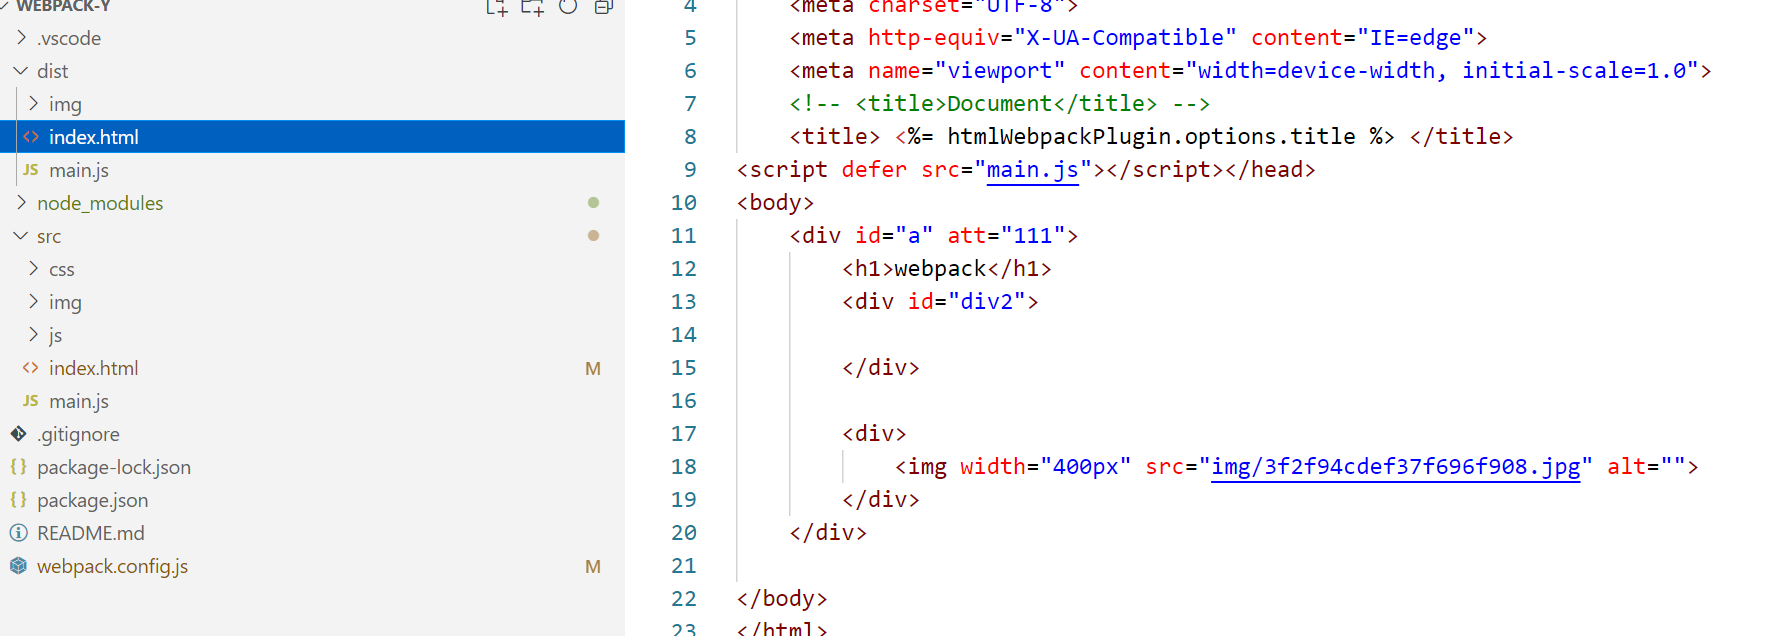 WEBPACK-Y
.vscode
dist
img
index.html
JS main.js
node_modules
src
css
img
js
index.html M
JS main.js
.gitignore
{} package-lock.json
{} package.json
README.md
webpack.config.js M
4 <meta charset="UTF-8">
5 <meta http-equiv="X-UA-Compatible" content="IE=edge">
6 <meta name="viewport" content="width=device-width, initial-scale=1.0">
7 <!-- <title>Document</title> -->
8 <title> <%= htmlWebpackPlugin.options.title %> </title>
9 <script defer src="main.js"></script></head>
10 <body>
11 <div id="a" att="111">
12 <h1>webpack</h1>
13 <div id="div2">
14
15 </div>
16
17 <div>
18 <img width="400px" src="img/3f2f94cdef37f696f908.jpg" alt="">
19 </div>
20 </div>
21
22 </body>
23 </html>